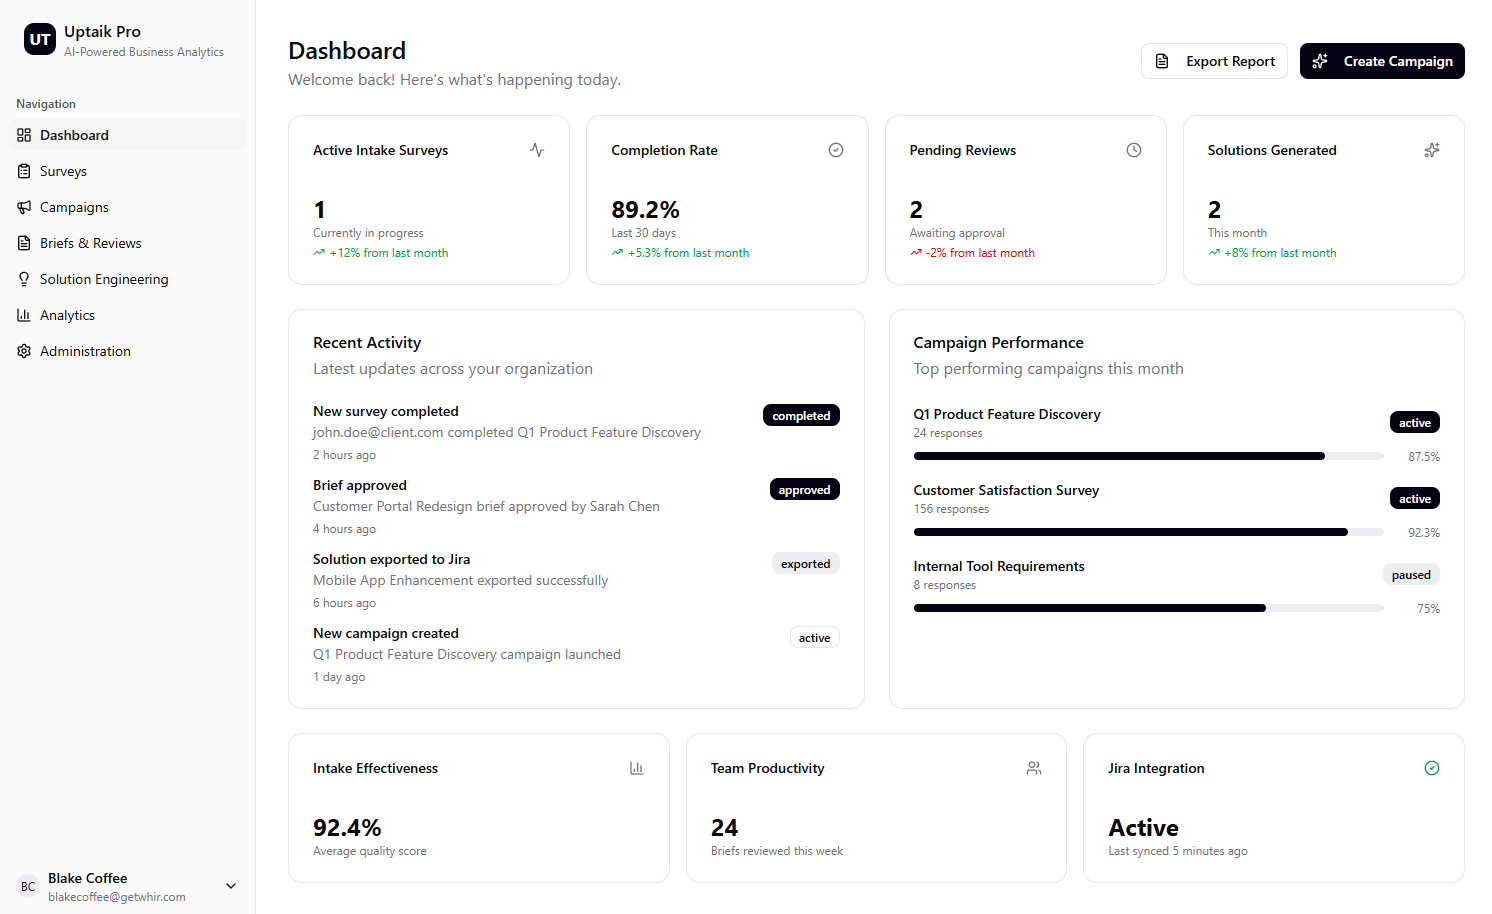 UT
Uptaik Pro
AI-Powered Business Analytics
Navigation
Dashboard
Surveys
Campaigns
Briefs & Reviews
Solution Engineering
Analytics
Administration
BC
Blake Coffee
blakecoffee@getwhir.com
Dashboard
Welcome back! Here's what's happening today.
Export Report
Create Campaign
Active Intake Surveys
1
Currently in progress
+12% from last month
Completion Rate
89.2%
Last 30 days
+5.3% from last month
Pending Reviews
2
Awaiting approval
-2% from last month
Solutions Generated
2
This month
+8% from last month
Recent Activity
Latest updates across your organization
New survey completed
completed
john.doe@client.com completed Q1 Product Feature Discovery
2 hours ago
Brief approved
approved
Customer Portal Redesign brief approved by Sarah Chen
4 hours ago
Solution exported to Jira
exported
Mobile App Enhancement exported successfully
6 hours ago
New campaign created
active
Q1 Product Feature Discovery campaign launched
1 day ago
Campaign Performance
Top performing campaigns this month
Q1 Product Feature Discovery
active
24 responses
87.5%
Customer Satisfaction Survey
active
156 responses
92.3%
Internal Tool Requirements
paused
8 responses
75%
Intake Effectiveness
92.4%
Average quality score
Team Productivity
24
Briefs reviewed this week
Jira Integration
Active
Last synced 5 minutes ago